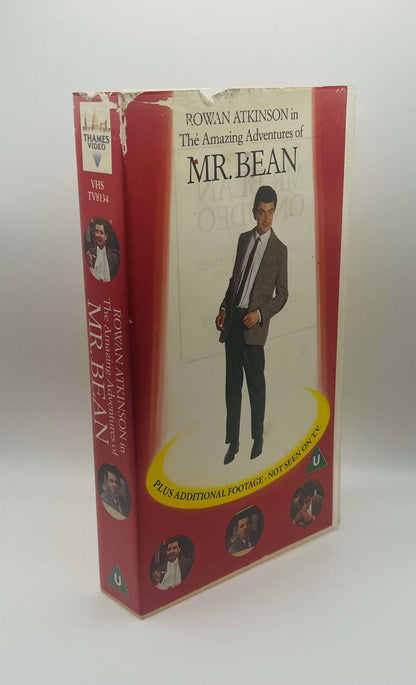 THAMES
VIDEO
VHS
TV8134
ROWAN ATKINSON in
The Amazing Adventures of
MR. BEAN
U
ROWAN ATKINSON in
The Amazing Adventures of
MR. BEAN
PLUS ADDITIONAL FOOTAGE - NOT SEEN ON T.V.
U